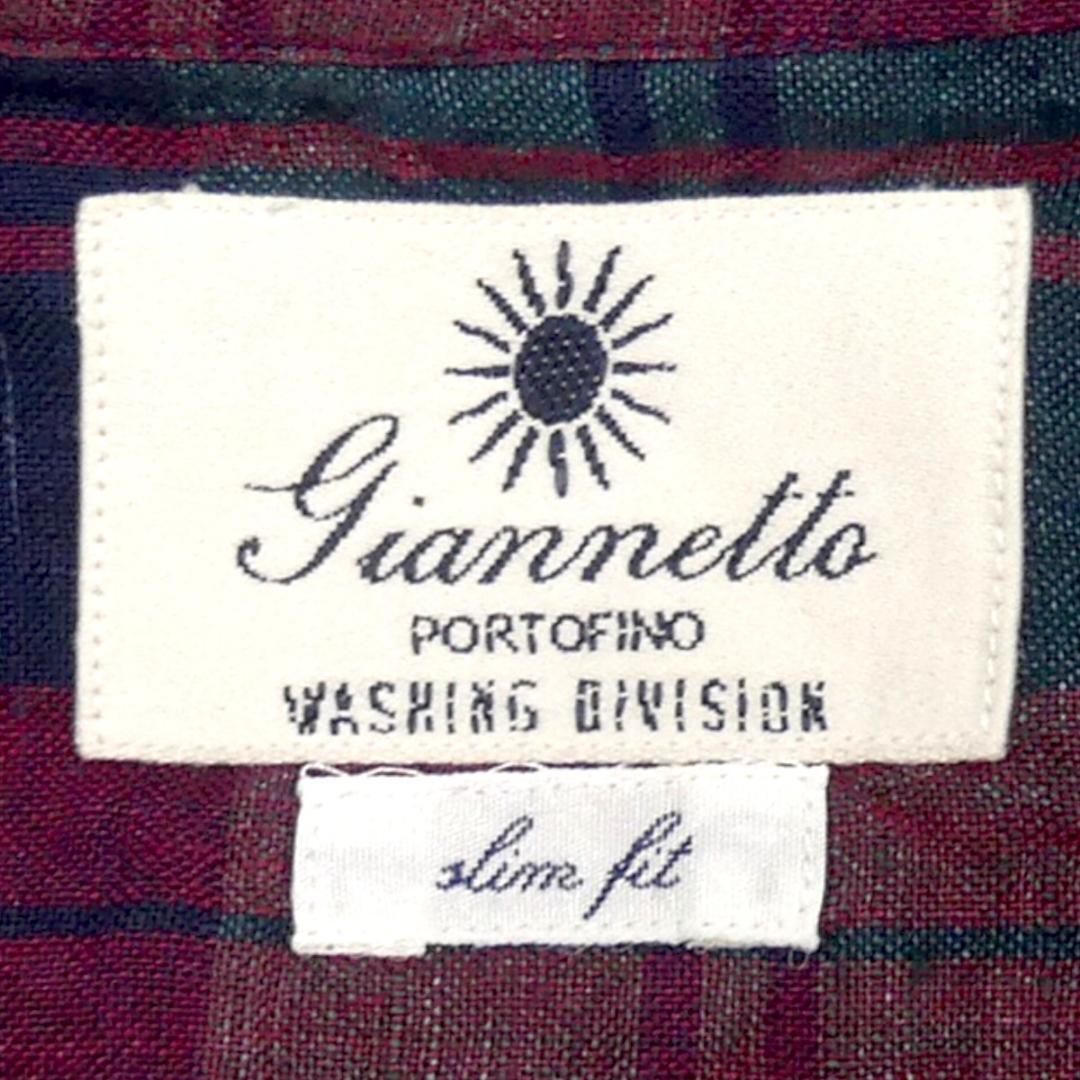 Giannetto
PORTOFINO
WASHING DIVISION
slim fit